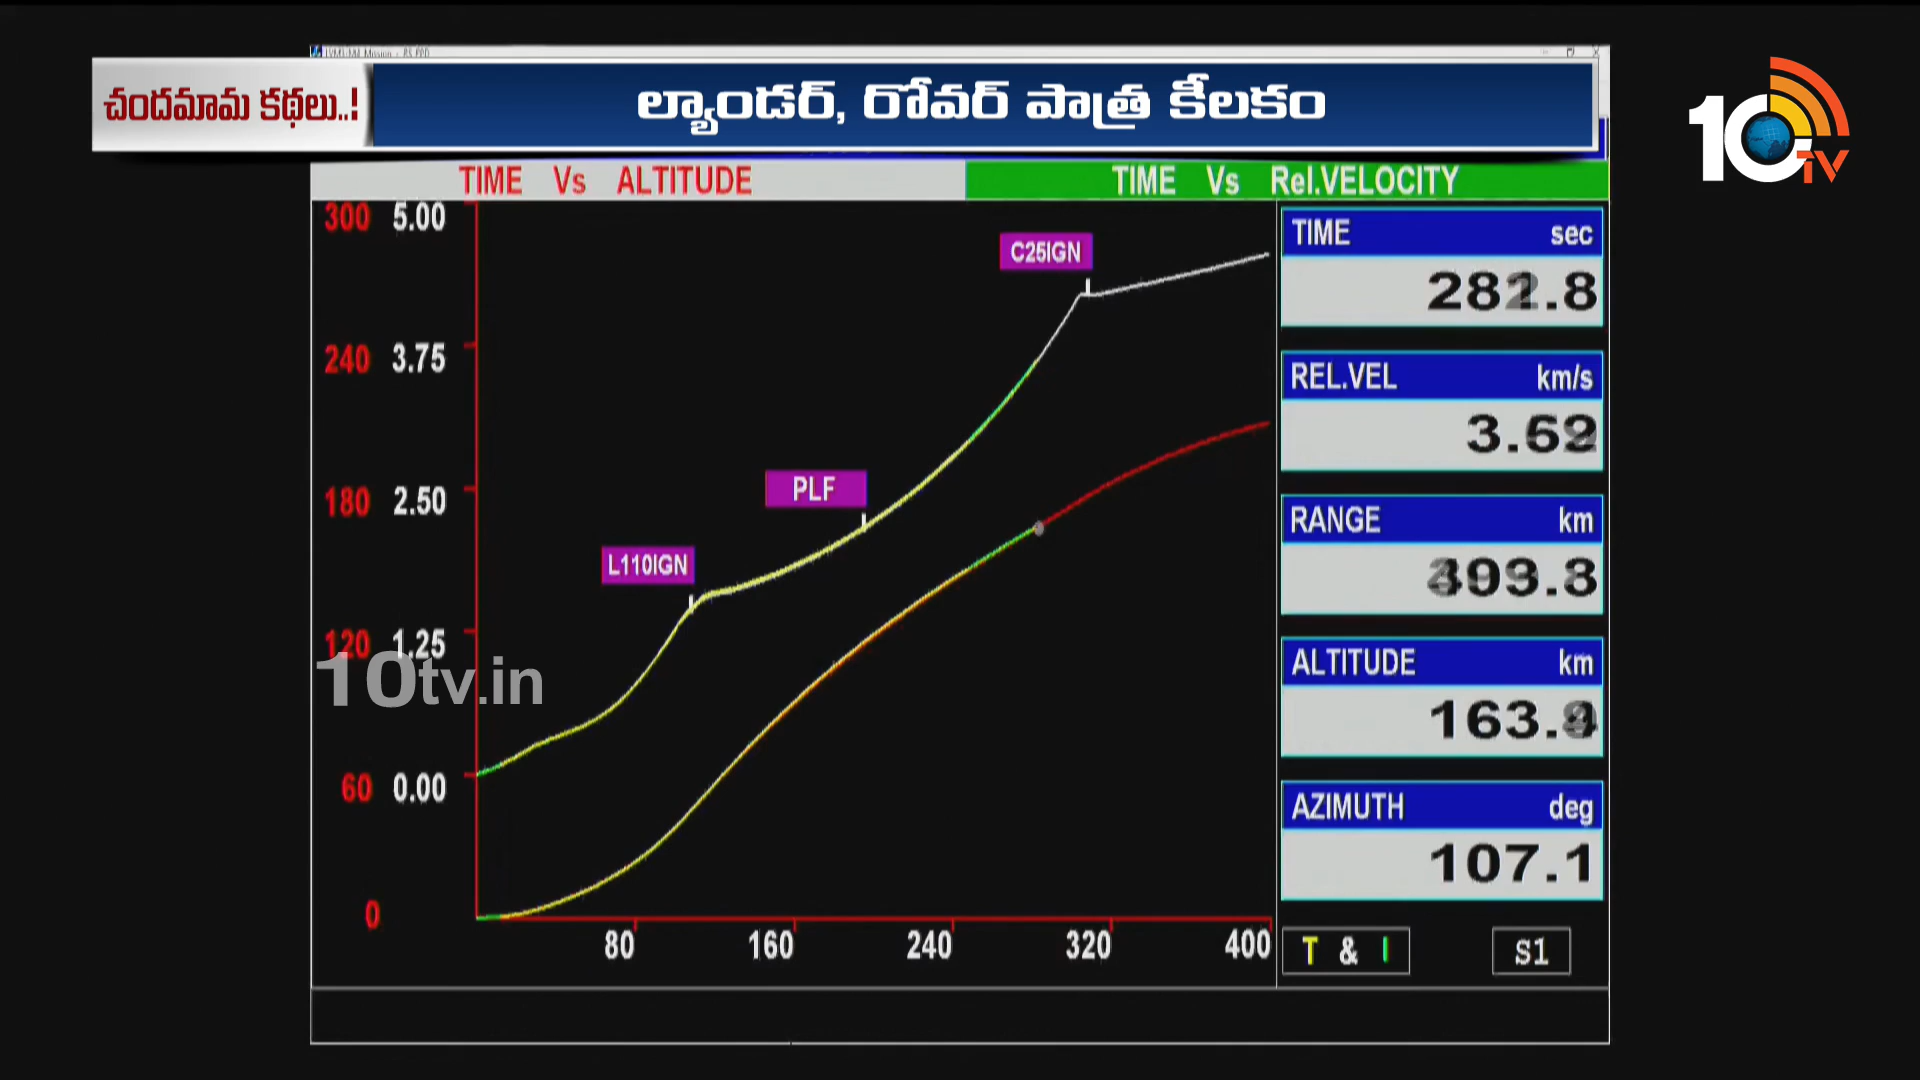 చందమామ కథలు..!
ల్యాండర్, రోవర్ పాత్ర కీలకం
10TV
TIME Vs ALTITUDE
TIME Vs Rel.VELOCITY
300 5.00
240 3.75
180 2.50
120 1.25
60 0.00
0
C25IGN
PLF
L110IGN
10tv.in
80 160 240 320 400
TIME sec
REL.VEL km/s
RANGE km
ALTITUDE km
AZIMUTH deg
107.1
T & I
S1